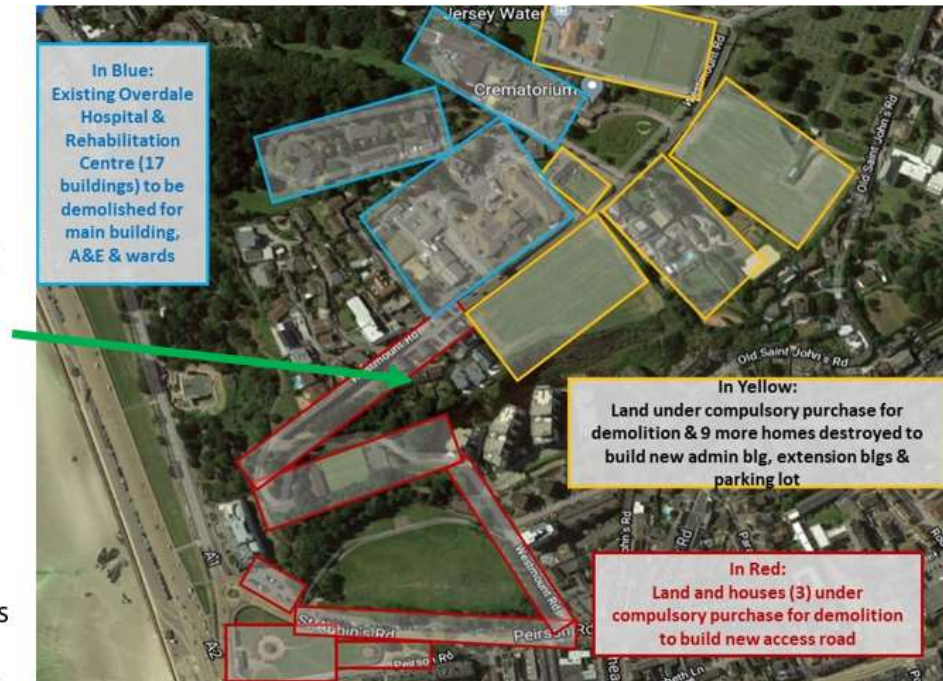 Jersey Water
In Blue:
Existing Overdale
Hospital &
Rehabilitation
Centre (17
buildings) to be
demolished for
main building,
A&E & wards
Crematorium
Westmount Rd
Old Saint John's Rd
Westmount Rd
Old Saint John's Rd
In Yellow:
Land under compulsory purchase for
demolition & 9 more homes destroyed to
build new admin blg, extension blgs &
parking lot
Westmount Rd
A1
In Red:
Land and houses (3) under
compulsory purchase for demolition
to build new access road
s
St Aubin's Rd
Peirson Rd
A2
Peirson Rd